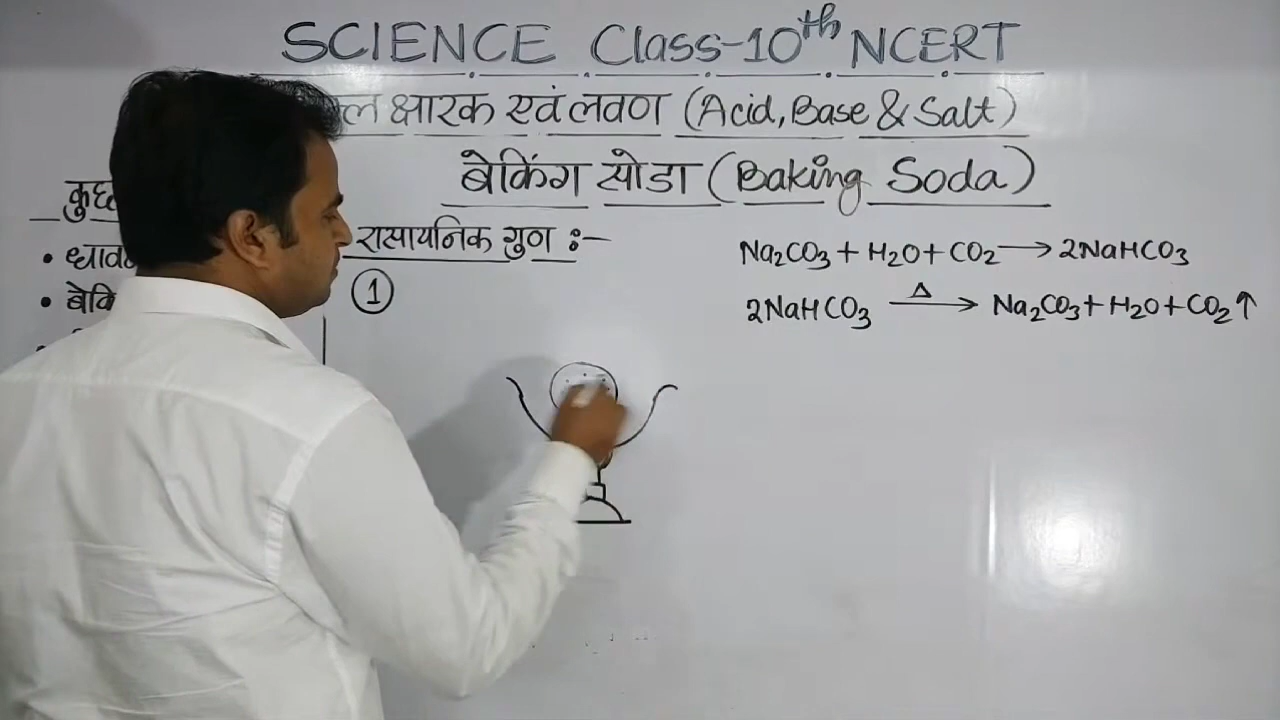 SCIENCE Class-10th NCERT
क्षारक एवं लवण (Acid, Base & Salt)
बेकिंग सोडा (Baking Soda)
रासायनिक गुण :-
①
Na2CO3 + H2O + CO2 ⟶ 2NaHCO3
2NaHCO3 —Δ→ Na2CO3 + H2O + CO2↑